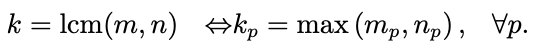 k = lcm(m, n) ⇔k_p = max (m_p, n_p) , ∀p.